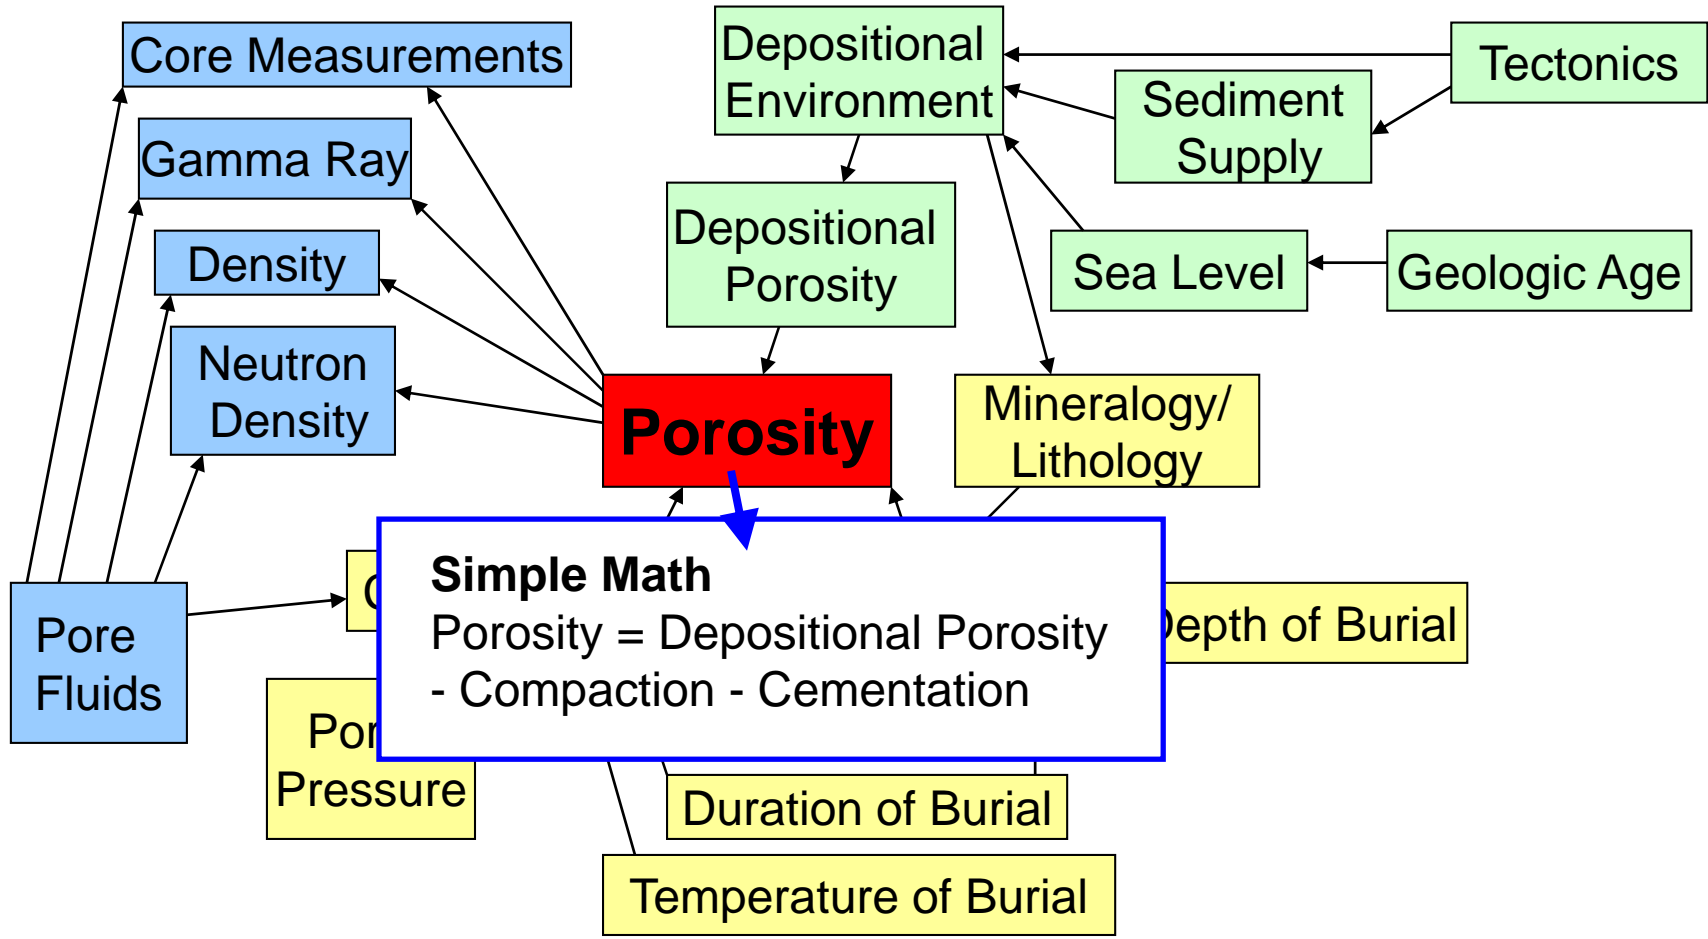 Core Measurements
Gamma Ray
Density
Neutron
Density
Pore
Fluids
Depositional
Environment
Tectonics
Sediment
Supply
Depositional
Porosity
Sea Level
Geologic Age
Porosity
Mineralogy/
Lithology
Simple Math
Porosity = Depositional Porosity
- Compaction - Cementation
Depth of Burial
Pressure
Duration of Burial
Temperature of Burial